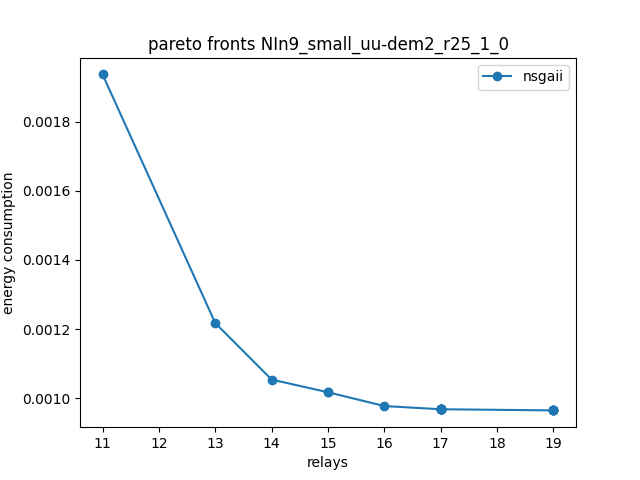 pareto fronts NIn9_small_uu-dem2_r25_1_0
nsgaii
energy consumption
0.0018
0.0016
0.0014
0.0012
0.0010
11 12 13 14 15 16 17 18 19
relays